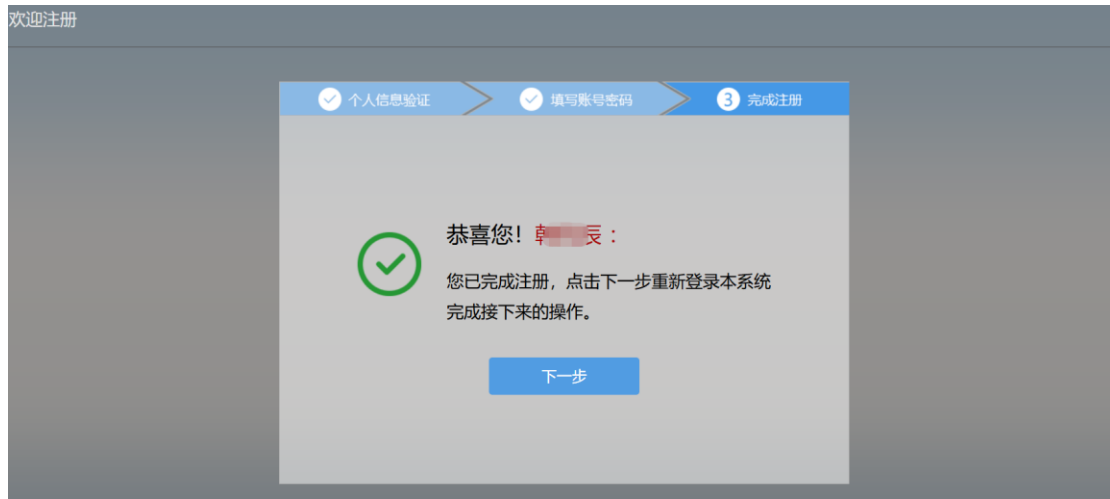 欢迎注册
个人信息验证
填写账号密码
3 完成注册
恭喜您！韩辰：
您已完成注册，点击下一步重新登录本系统
完成接下来的操作。
下一步